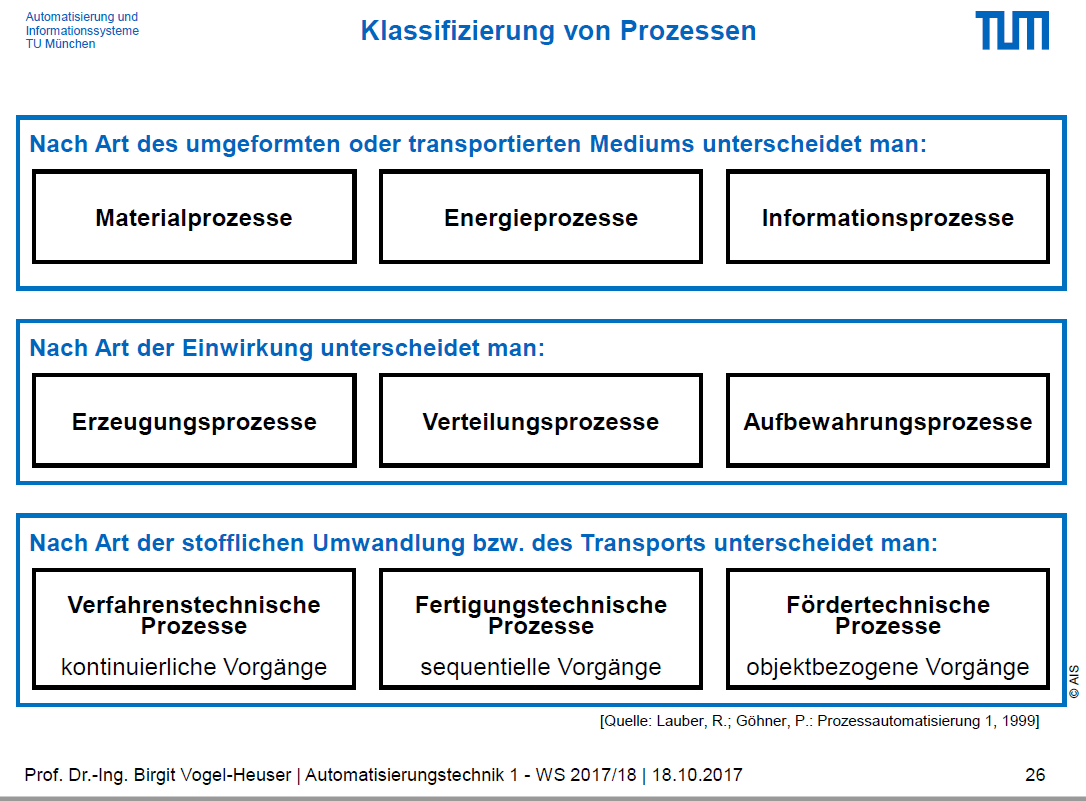 Automatisierung und
Informationssysteme
TU München
Klassifizierung von Prozessen
TUM
Nach Art des umgeformten oder transportierten Mediums unterscheidet man:
Materialprozesse
Energieprozesse
Informationsprozesse
Nach Art der Einwirkung unterscheidet man:
Erzeugungsprozesse
Verteilungsprozesse
Aufbewahrungsprozesse
Nach Art der stofflichen Umwandlung bzw. des Transports unterscheidet man:
Verfahrenstechnische
Prozesse
kontinuierliche Vorgänge
Fertigungstechnische
Prozesse
sequentielle Vorgänge
Fördertechnische
Prozesse
objektbezogene Vorgänge
© AIS
[Quelle: Lauber, R.; Göhner, P.: Prozessautomatisierung 1, 1999]
Prof. Dr.-Ing. Birgit Vogel-Heuser | Automatisierungstechnik 1 - WS 2017/18 | 18.10.2017
26